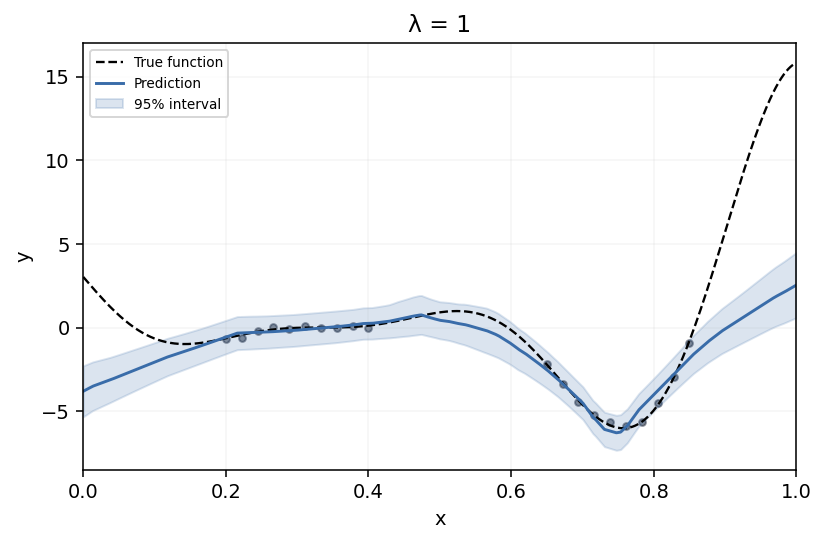 λ = 1
True function
Prediction
95% interval
15
10
5
0
−5
y
0.0 0.2 0.4 0.6 0.8 1.0
x